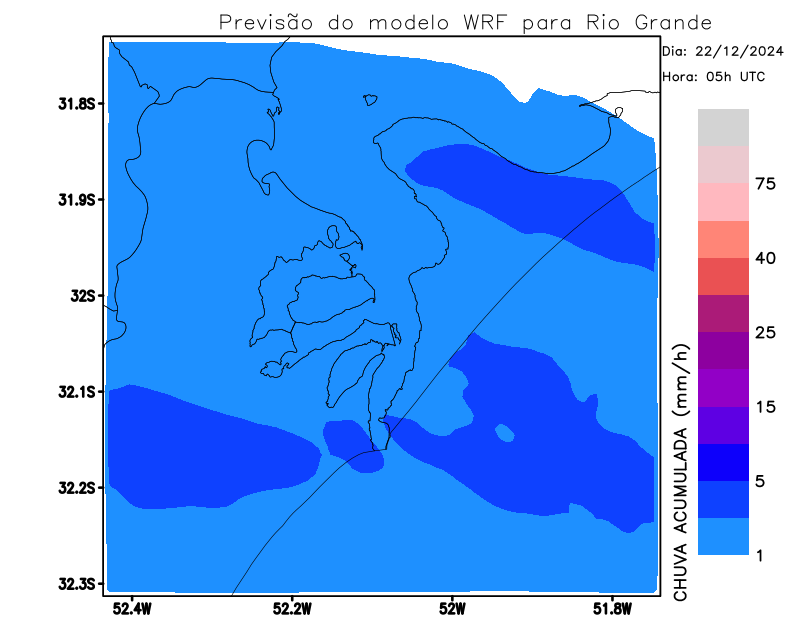 Previsão do modelo WRF para Rio Grande
Dia: 22/12/2024
Hora: 05h UTC
31.8S
31.9S
32S
32.1S
32.2S
32.3S
52.4W
52.2W
52W
51.8W
75
40
25
15
5
1
CHUVA ACUMULADA (mm/h)